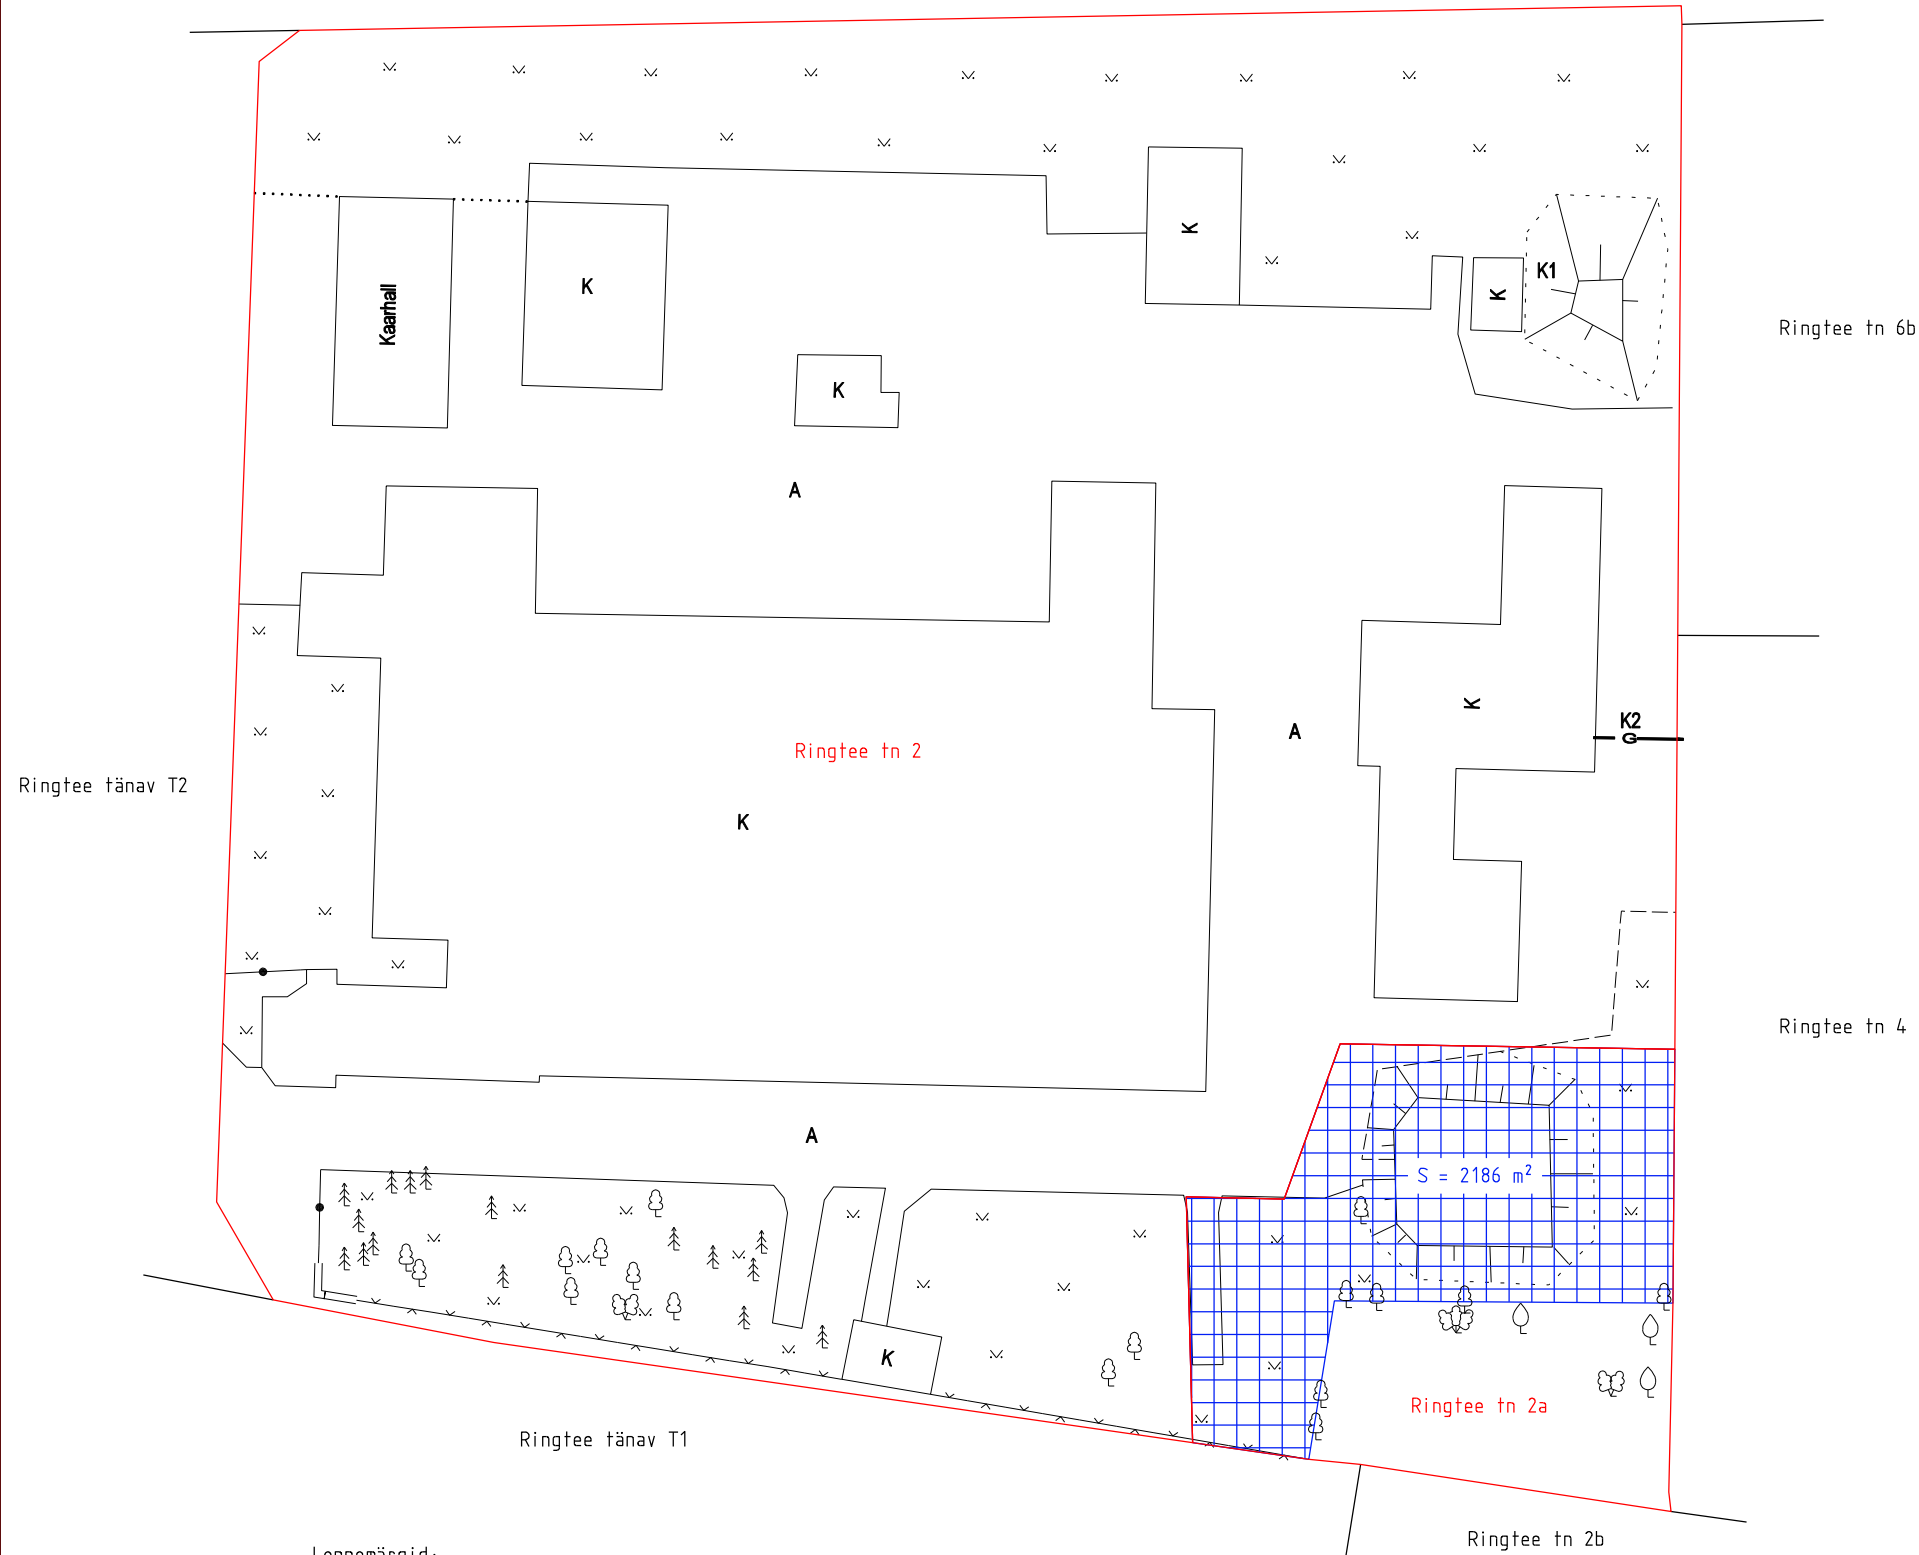 K
K
K1
Kaarhall
K
Ringtee tn 6b
K
A
K
K2
G
A
Ringtee tn 2
Ringtee tänav T2
K
Ringtee tn 4
A
S = 2186 m²
K
Ringtee tn 2a
Ringtee tänav T1
Ringtee tn 2b